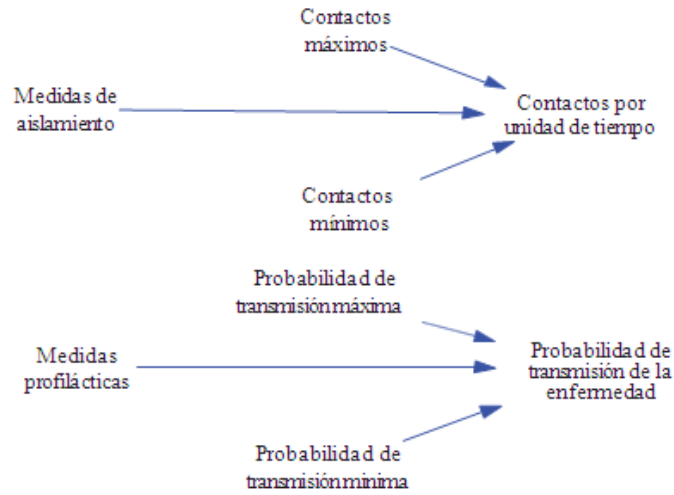 Contactos
máximos
Medidas de
aislamiento
Contactos por
unidad de tiempo
Contactos
mínimos
Probabilidad de
transmisión máxima
Medidas
profilácticas
Probabilidad de
transmisión de la
enfermedad
Probabilidad de
transmisión minima